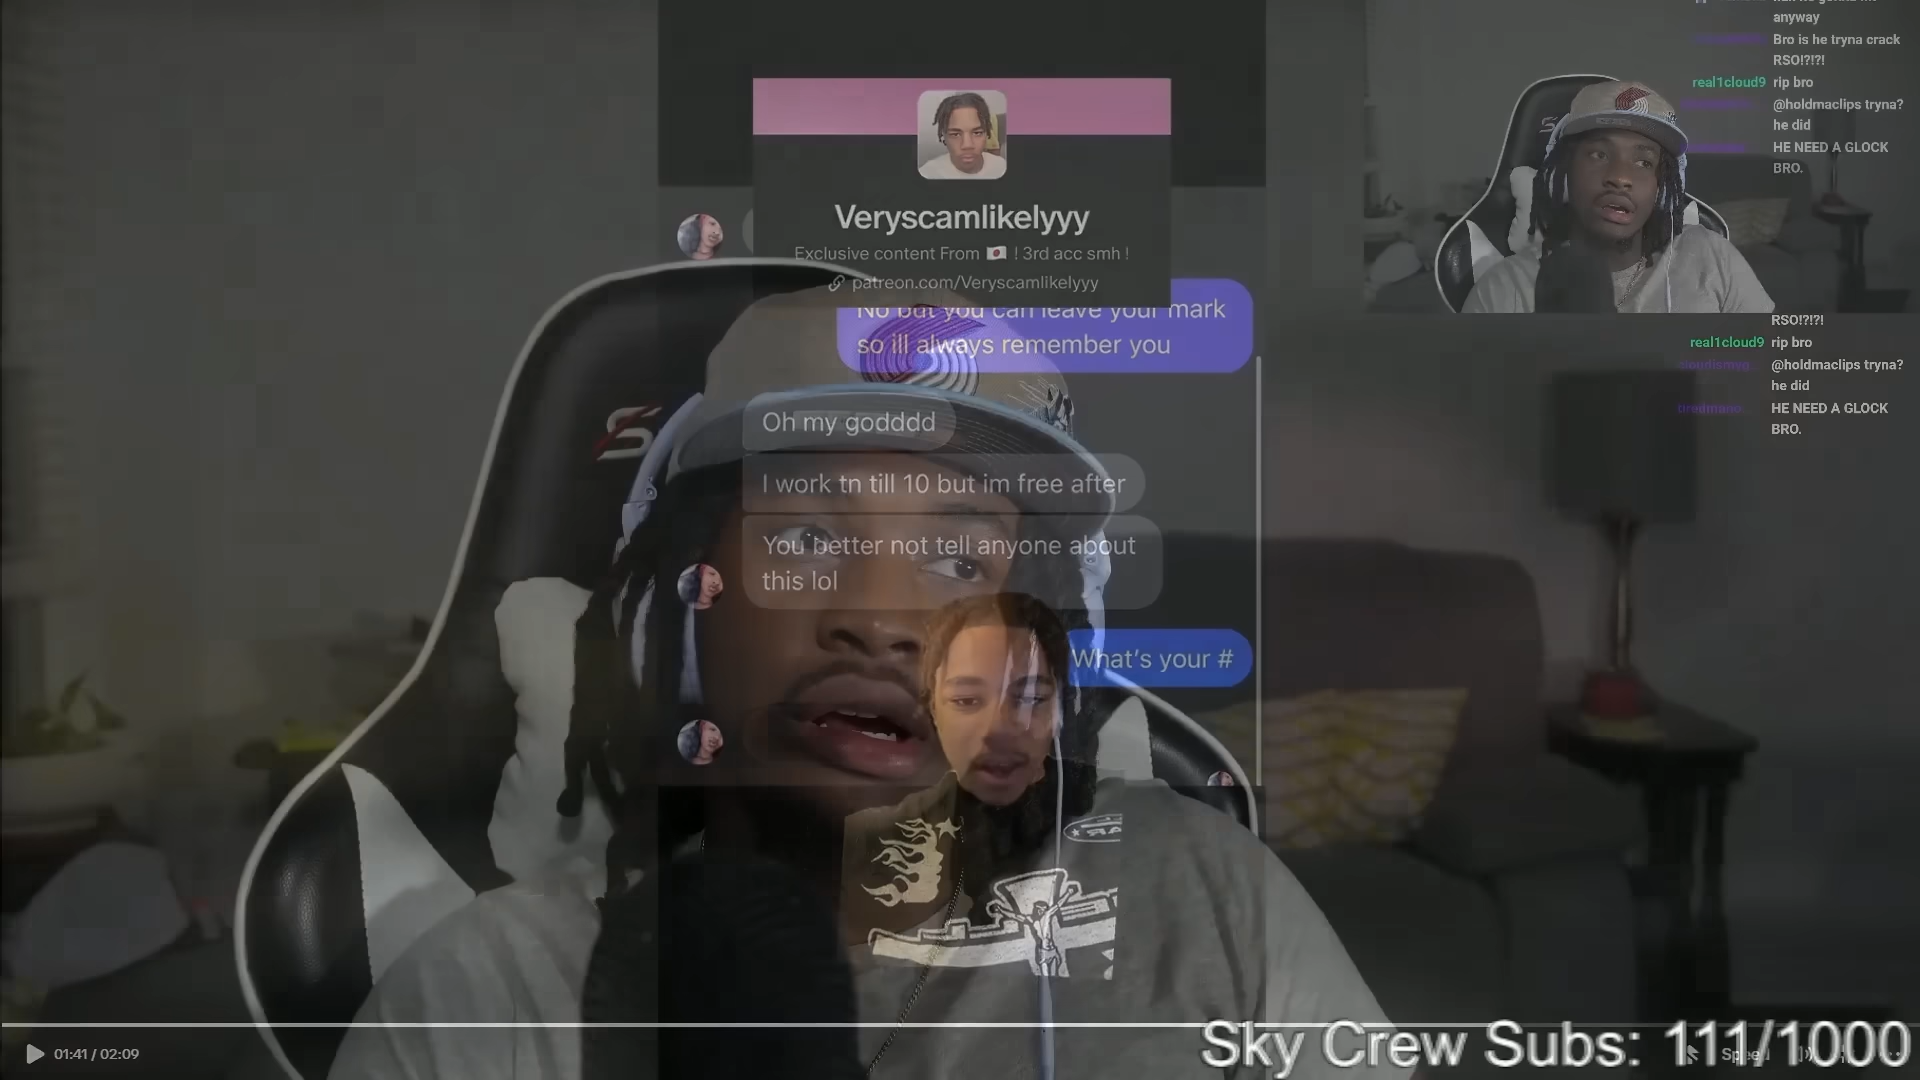 anyway
Bro is he tryna crack
RSO!?!?!
real1cloud9 rip bro
@holdmaclips tryna?
he did
HE NEED A GLOCK
BRO.
Veryscamlikelyyy
Exclusive content From 🇯🇵 ! 3rd acc smh !
patreon.com/Veryscamlikelyyy
No but you can leave your mark
so ill always remember you
RSO!?!?!
real1cloud9 rip bro
@holdmaclips tryna?
he did
HE NEED A GLOCK
BRO.
Oh my godddd
I work tn till 10 but im free after
You better not tell anyone about
this lol
What's your #
01:41 / 02:09
Speed
Sky Crew Subs: 111/1000